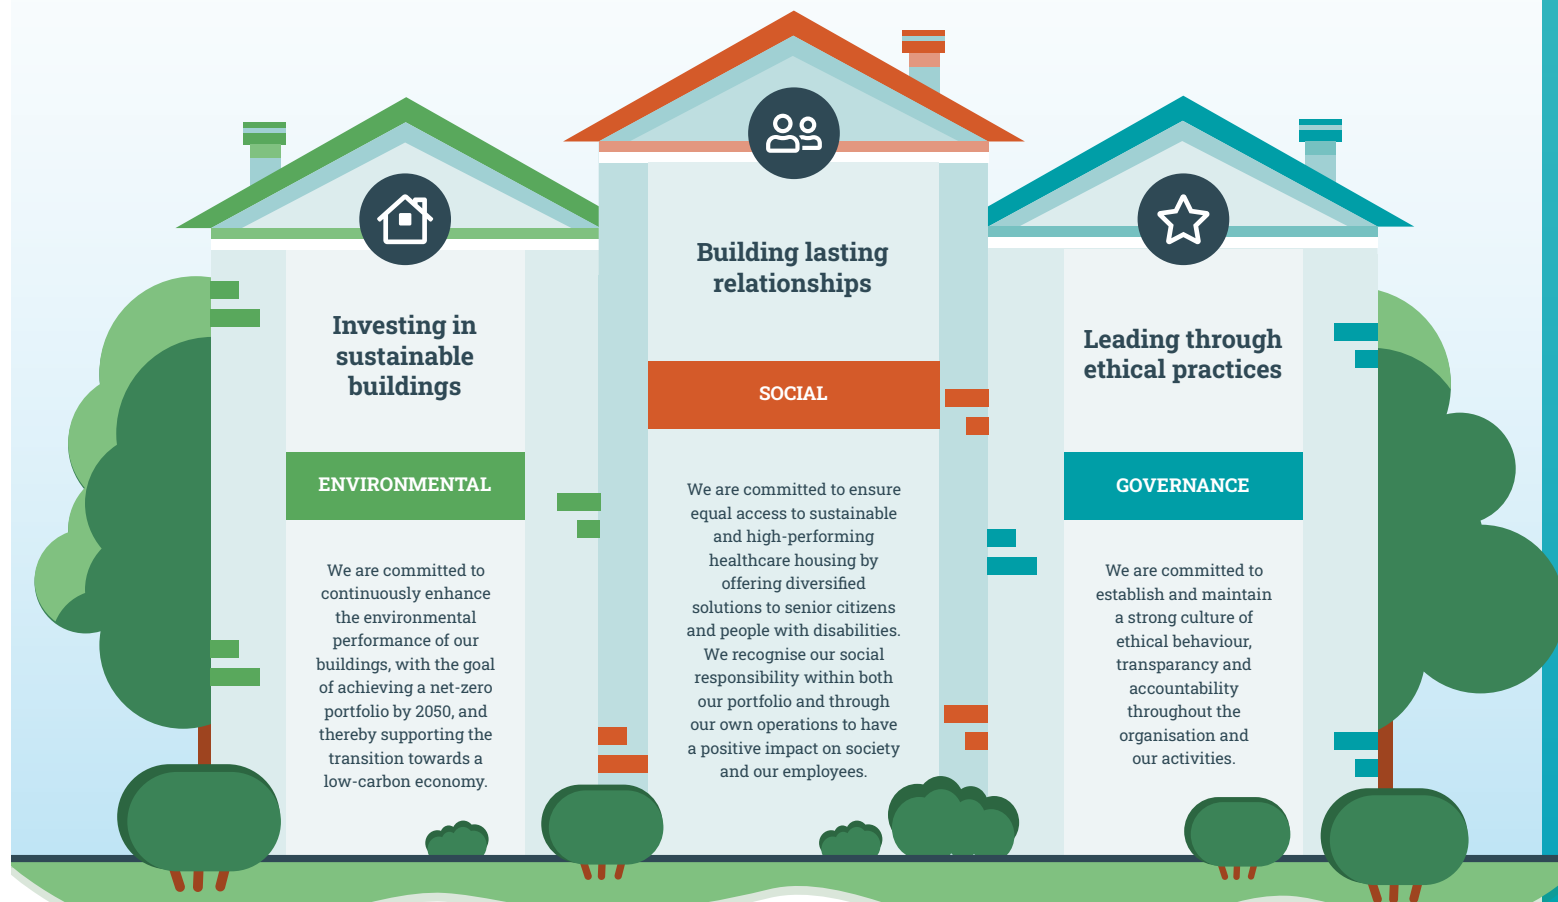 Investing in
sustainable
buildings
ENVIRONMENTAL
We are committed to
continuously enhance
the environmental
performance of our
buildings, with the goal
of achieving a net-zero
portfolio by 2050, and
thereby supporting the
transition towards a
low-carbon economy.
Building lasting
relationships
SOCIAL
We are committed to ensure
equal access to sustainable
and high-performing
healthcare housing by
offering diversified
solutions to senior citizens
and people with disabilities.
We recognise our social
responsibility within both
our portfolio and through
our own operations to have
a positive impact on society
and our employees.
Leading through
ethical practices
GOVERNANCE
We are committed to
establish and maintain
a strong culture of
ethical behaviour,
transparancy and
accountability
throughout the
organisation and
our activities.